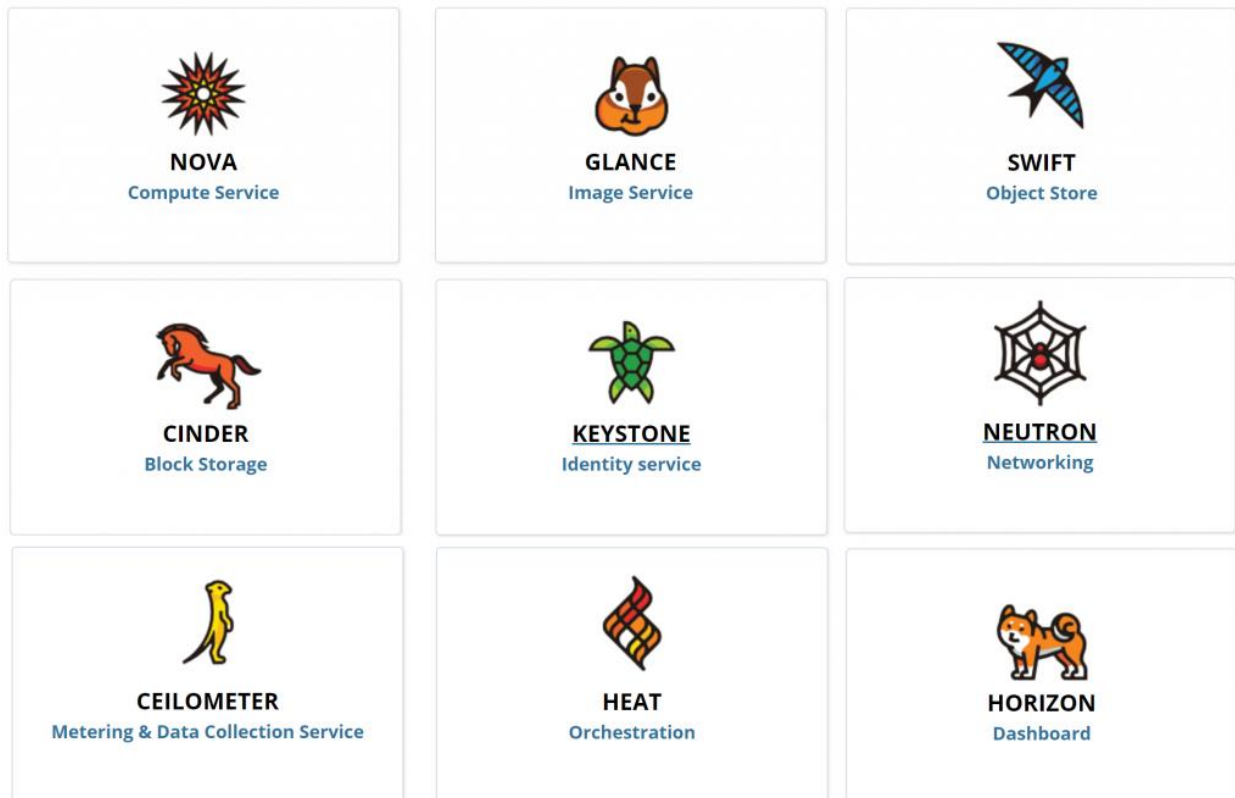 NOVA
Compute Service
GLANCE
Image Service
SWIFT
Object Store
CINDER
Block Storage
KEYSTONE
Identity service
NEUTRON
Networking
CEILOMETER
Metering & Data Collection Service
HEAT
Orchestration
HORIZON
Dashboard